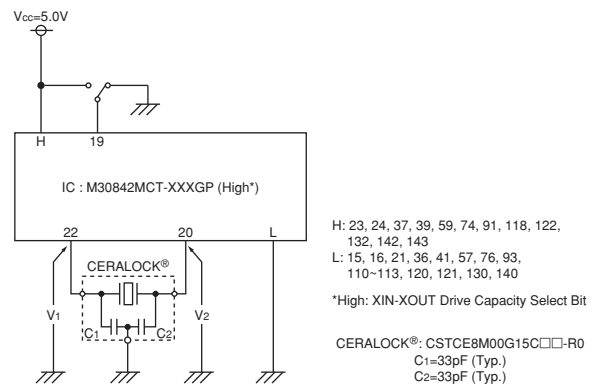 Vcc=5.0V
H
19
IC : M30842MCT-XXXGP (High*)
22
20
L
CERALOCK®
V1
C1
C2
V2
H: 23, 24, 37, 39, 59, 74, 91, 118, 122,
132, 142, 143
L: 15, 16, 21, 36, 41, 57, 76, 93,
110~113, 120, 121, 130, 140
*High: XIN-XOUT Drive Capacity Select Bit
CERALOCK®: CSTCE8M00G15C□□-R0
C1=33pF (Typ.)
C2=33pF (Typ.)